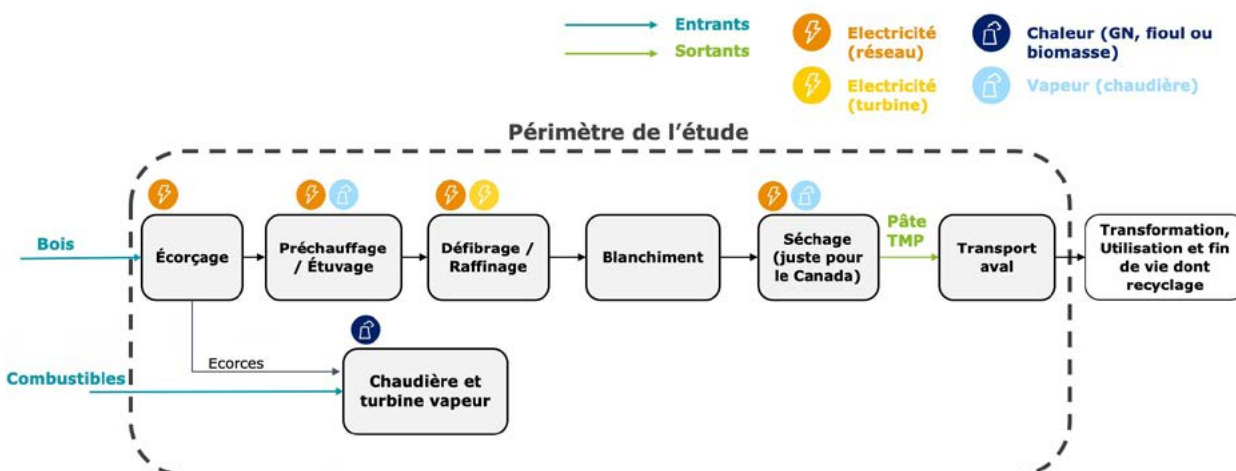 Entrants
Sortants
Electricité
(réseau)
Electricité
(turbine)
Chaleur (GN, fioul ou
biomasse)
Vapeur (chaudière)
Périmètre de l'étude
Bois
Écorçage
Préchauffage
/ Étuvage
Défibrage /
Raffinage
Blanchiment
Séchage
(juste pour
le Canada)
Pâte
TMP
Transport
aval
Transformation,
Utilisation et fin
de vie dont
recyclage
Ecorces
Combustibles
Chaudière et
turbine vapeur